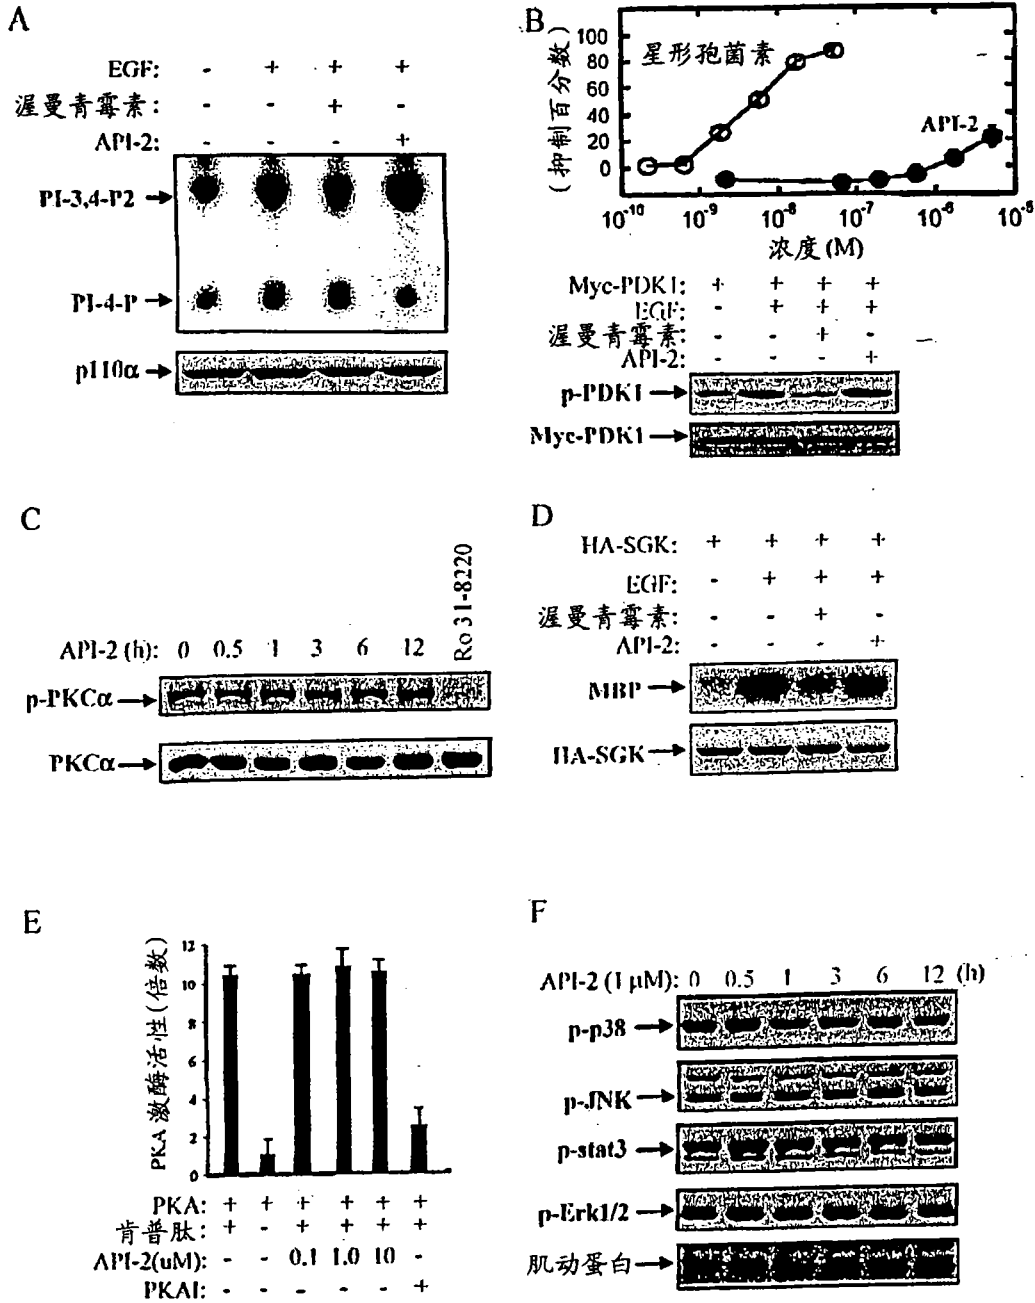 A
EGF: - + + +
渥曼青霉素: - - + -
API-2: - - - +
PI-3,4-P2
PI-4-P
p110α
B
(抑制百分数)
100
80
60
40
20
0
星形孢菌素
API-2
10⁻¹⁰ 10⁻⁹ 10⁻⁸ 10⁻⁷ 10⁻⁶ 10⁻⁵
浓度(M)
Myc-PDK1: + + + +
EGF: - + + +
渥曼青霉素: - - + -
API-2: - - - +
p-PDK1
Myc-PDK1
C
API-2 (h): 0 0.5 1 3 6 12 Ro 31-8220
p-PKCα
PKCα
D
HA-SGK: + + + +
EGF: - + + +
渥曼青霉素: - - + -
API-2: - - - +
MBP
HA-SGK
E
PKA 激酶活性(倍数)
12
10
8
6
4
2
0
PKA: + + + + + +
肯普肽: + - + + + +
API-2(uM): - - 0.1 1.0 10 -
PKAI: - - - - - +
F
API-2 (1 μM): 0 0.5 1 3 6 12 (h)
p-p38
p-JNK
p-stat3
p-Erk1/2
肌动蛋白